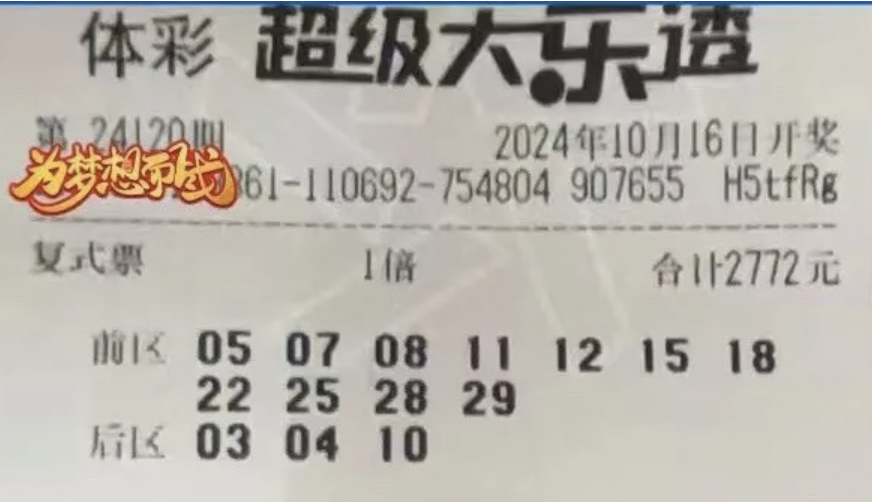 体彩 超级大乐透
第 24120期 2024年10月16日开奖
为梦想而战
861-110692-754804 907655 H5tfRg
复式票 1倍 合计2772元
前区 05 07 08 11 12 15 18
22 25 28 29
后区 03 04 10